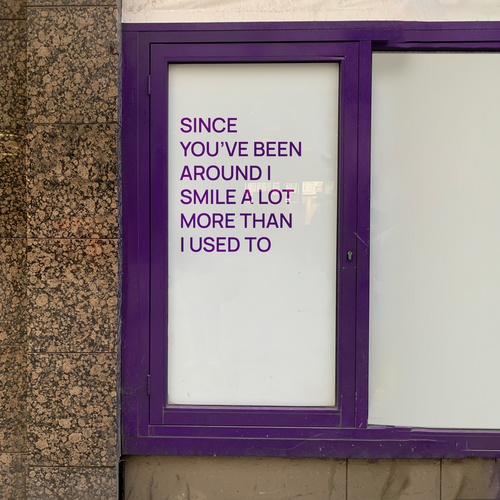 SINCE
YOU'VE BEEN
AROUND I
SMILE A LOT
MORE THAN
I USED TO